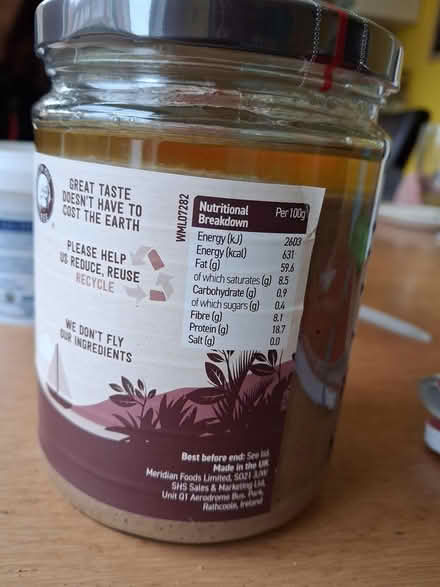 GREAT TASTE
DOESN'T HAVE TO
COST THE EARTH
PLEASE HELP
US REDUCE, REUSE
RECYCLE
WE DON'T FLY
OUR INGREDIENTS
WML07282
Nutritional Breakdown Per 100g
Energy (kJ) 2603
Energy (kcal) 631
Fat (g) 59.6
of which saturates (g) 8.5
Carbohydrate (g) 0.9
of which sugars (g) 0.4
Fibre (g) 8.1
Protein (g) 18.7
Salt (g) 0.0
Best before end: See lid.
Made in the UK
Meridian Foods Limited, SO21 3JW
SHS Sales & Marketing Ltd,
Unit Q1 Aerodrome Bus. Park,
Rathcoole, Ireland